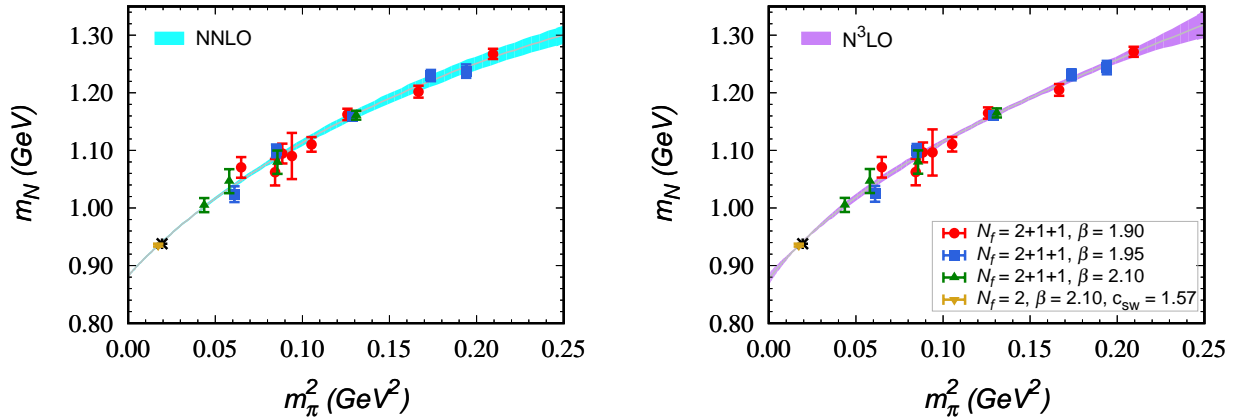 NNLO
1.30
1.20
1.10
1.00
0.90
0.80
m_N (GeV)
0.00 0.05 0.10 0.15 0.20 0.25
m_π^2 (GeV^2)
N^3LO
1.30
1.20
1.10
1.00
0.90
0.80
m_N (GeV)
N_f = 2+1+1, β = 1.90
N_f = 2+1+1, β = 1.95
N_f = 2+1+1, β = 2.10
N_f = 2, β = 2.10, c_sw = 1.57
0.00 0.05 0.10 0.15 0.20 0.25
m_π^2 (GeV^2)